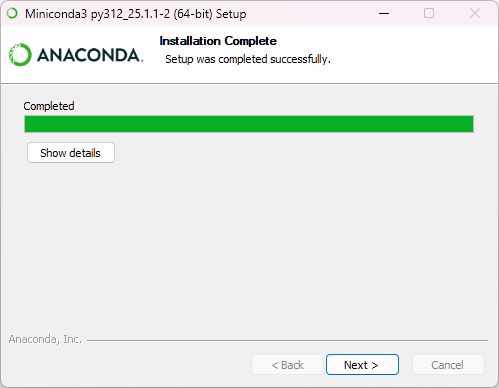 Miniconda3 py312_25.1.1-2 (64-bit) Setup
ANACONDA.
Installation Complete
Setup was completed successfully.
Completed
Show details
Anaconda, Inc.
< Back
Next >
Cancel